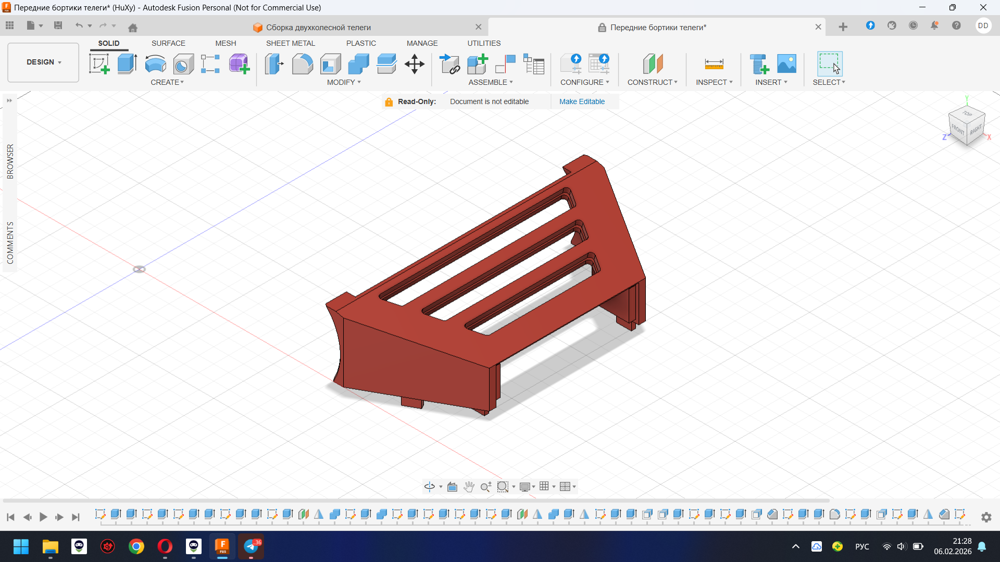 Передние бортики телеги* (HuXy) - Autodesk Fusion Personal (Not for Commercial Use)
Сборка двухколесной телеги
Передние бортики телеги*
DD
SOLID SURFACE MESH SHEET METAL PLASTIC MANAGE UTILITIES
DESIGN
CREATE MODIFY ASSEMBLE CONFIGURE CONSTRUCT INSPECT INSERT SELECT
Read-Only: Document is not editable Make Editable
BROWSER
COMMENTS
TOP
FRONT
RIGHT
Y
Z
X
FUS
36
РУС
21:28
06.02.2026